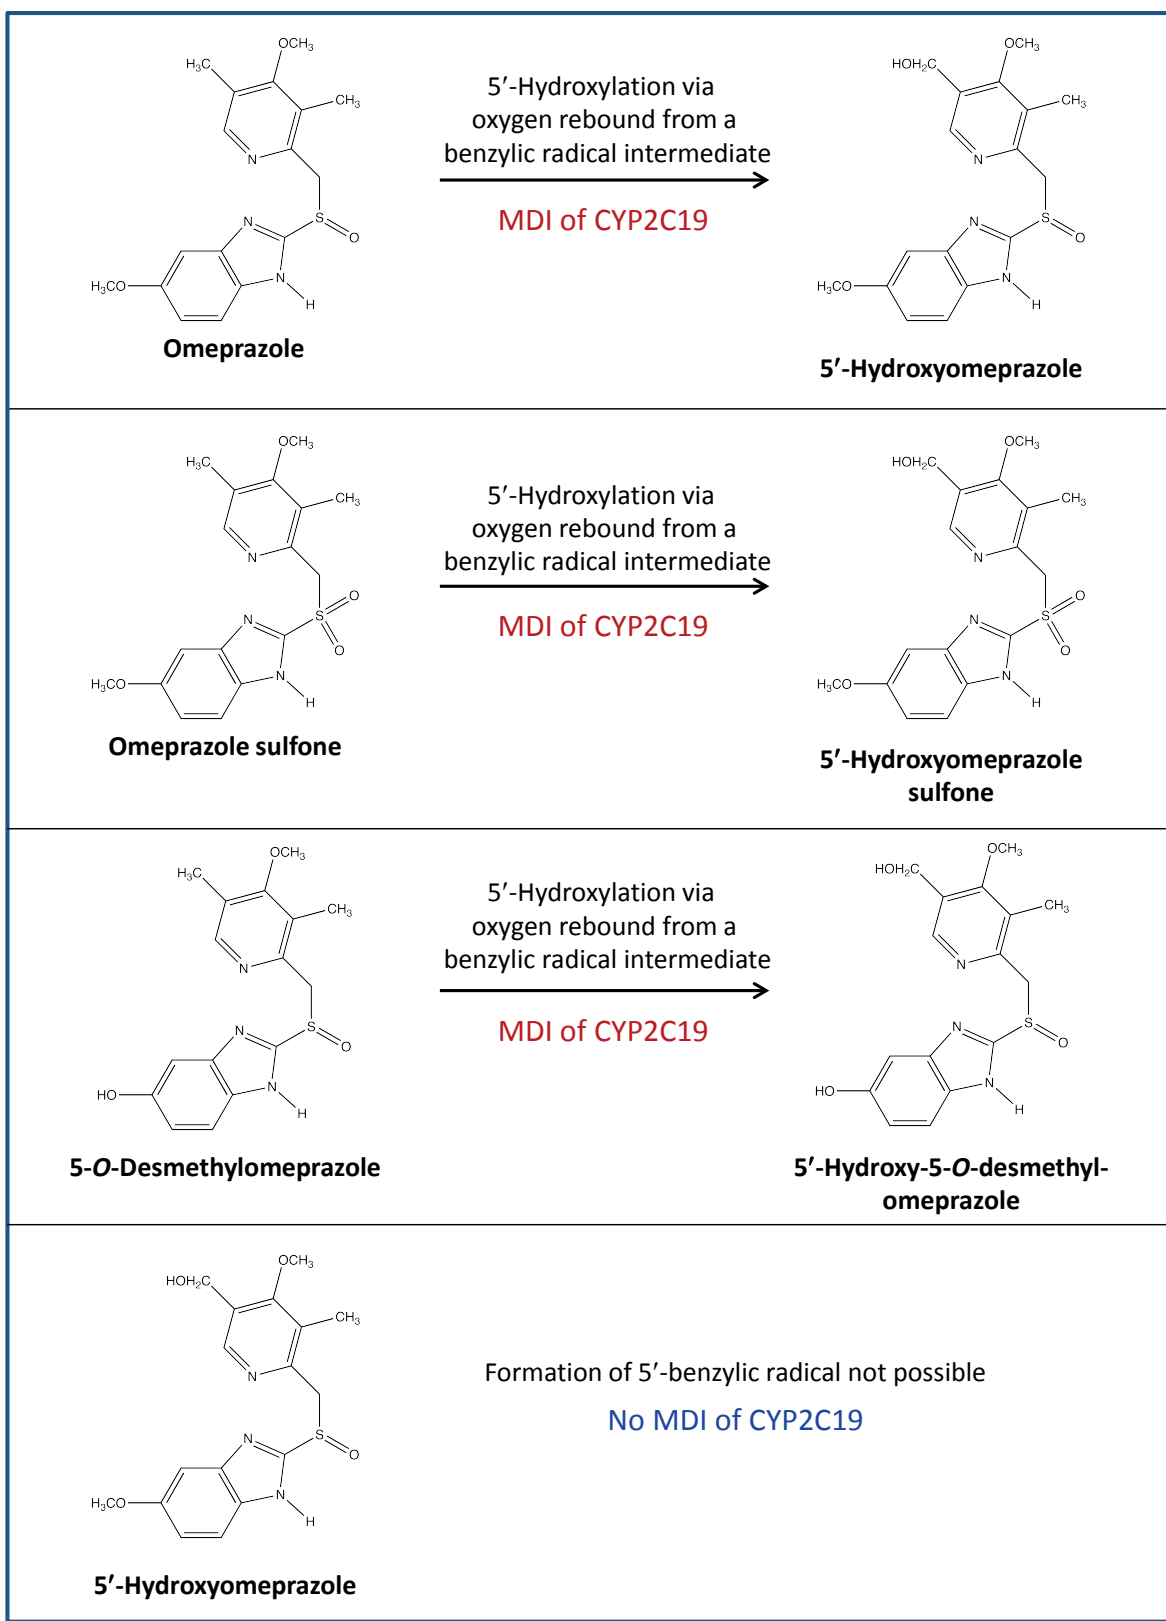 OCH₃
H₃C
CH₃
N
N
S
O
N
H
H₃CO
Omeprazole
5′-Hydroxylation via
oxygen rebound from a
benzylic radical intermediate
MDI of CYP2C19
OCH₃
HOH₂C
CH₃
N
N
S
O
N
H
H₃CO
5′-Hydroxyomeprazole
OCH₃
H₃C
CH₃
N
O
N
S
O
N
H
H₃CO
Omeprazole sulfone
5′-Hydroxylation via
oxygen rebound from a
benzylic radical intermediate
MDI of CYP2C19
OCH₃
HOH₂C
CH₃
N
O
N
S
O
N
H
H₃CO
5′-Hydroxyomeprazole
sulfone
OCH₃
H₃C
CH₃
N
N
S
O
N
HO
H
5-O-Desmethylomeprazole
5′-Hydroxylation via
oxygen rebound from a
benzylic radical intermediate
MDI of CYP2C19
OCH₃
HOH₂C
CH₃
N
N
S
O
N
HO
H
5′-Hydroxy-5-O-desmethyl-
omeprazole
OCH₃
HOH₂C
CH₃
N
N
S
O
N
H₃CO
H
5′-Hydroxyomeprazole
Formation of 5′-benzylic radical not possible
No MDI of CYP2C19